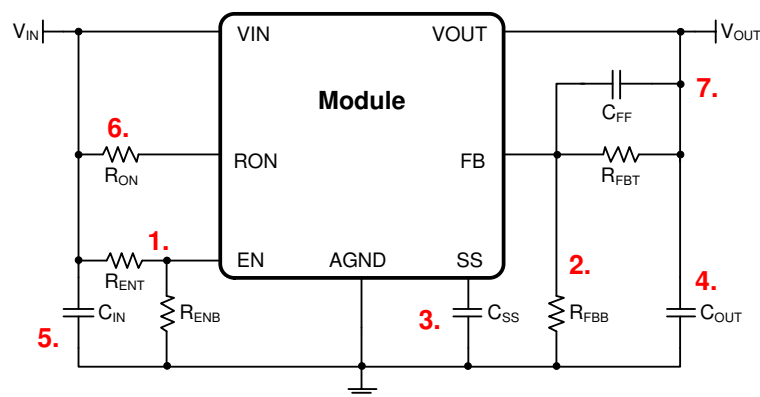 VIN
VIN
VOUT
VOUT
Module
7.
CFF
6.
RON
RON
FB
RFBT
1.
EN
AGND
SS
2.
4.
RENT
CIN
RENB
3.
CSS
RFBB
COUT
5.